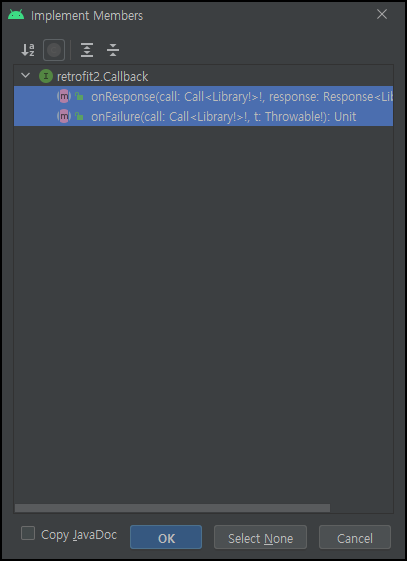 Implement Members
retrofit2.Callback
onResponse(call: Call<Library!>!, response: Response<Lib
onFailure(call: Call<Library!>!, t: Throwable!): Unit
Copy JavaDoc
OK
Select None
Cancel